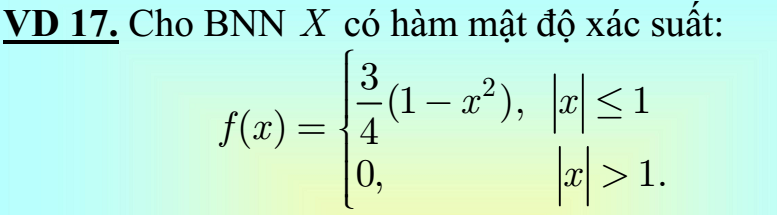 VD 17. Cho BNN X có hàm mật độ xác suất:
f(x) = { 3/4 (1 − x²), |x| ≤ 1
0, |x| > 1.